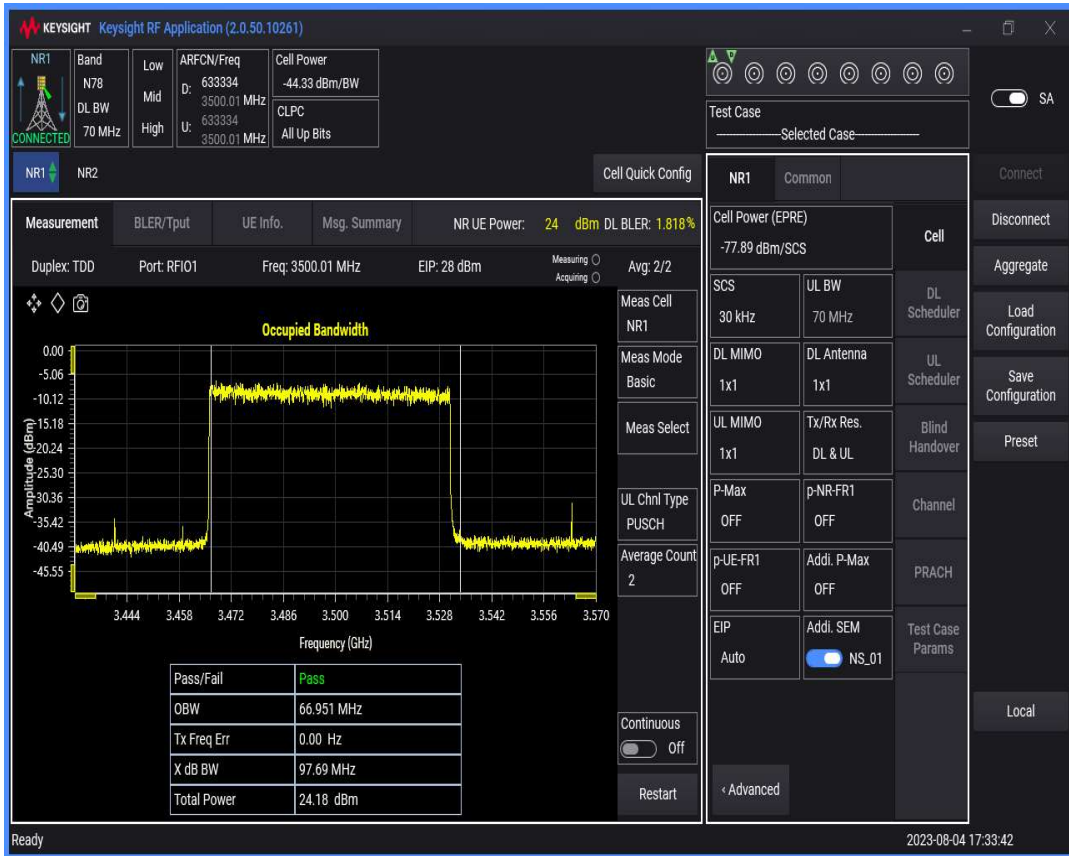 KEYSIGHT Keysight RF Application (2.0.50.10261)
NR1
CONNECTED
Band
N78
DL BW
70 MHz
Low
Mid
High
ARFCN/Freq
D: 633334
3500.01 MHz
U: 633334
3500.01 MHz
Cell Power
-44.33 dBm/BW
CLPC
All Up Bits
Test Case
Selected Case
SA
NR1 NR2
Cell Quick Config
NR1 Common
Connect
Disconnect
Aggregate
Load
Configuration
Save
Configuration
Preset
Local
Measurement BLER/Tput UE Info. Msg. Summary NR UE Power: 24 dBm DL BLER: 1.818%
Duplex: TDD Port: RFIO1 Freq: 3500.01 MHz EIP: 28 dBm Measuring Avg: 2/2
Acquiring
Occupied Bandwidth
Amplitude (dBm)
0.00
-5.06
-10.12
-15.18
-20.24
-25.30
-30.36
-35.42
-40.49
-45.55
3.444 3.458 3.472 3.486 3.500 3.514 3.528 3.542 3.556 3.570
Frequency (GHz)
Pass/Fail Pass
OBW 66.951 MHz
Tx Freq Err 0.00 Hz
X dB BW 97.69 MHz
Total Power 24.18 dBm
Meas Cell
NR1
Meas Mode
Basic
Meas Select
UL Chnl Type
PUSCH
Average Count
2
Continuous
Off
Restart
Cell Power (EPRE)
-77.89 dBm/SCS
SCS
30 kHz
UL BW
70 MHz
DL MIMO
1x1
DL Antenna
1x1
UL MIMO
1x1
Tx/Rx Res.
DL & UL
P-Max
OFF
p-NR-FR1
OFF
p-UE-FR1
OFF
Addi. P-Max
OFF
EIP
Auto
Addi. SEM
NS_01
‹ Advanced
Cell
DL
Scheduler
UL
Scheduler
Blind
Handover
Channel
PRACH
Test Case
Params
Ready
2023-08-04 17:33:42